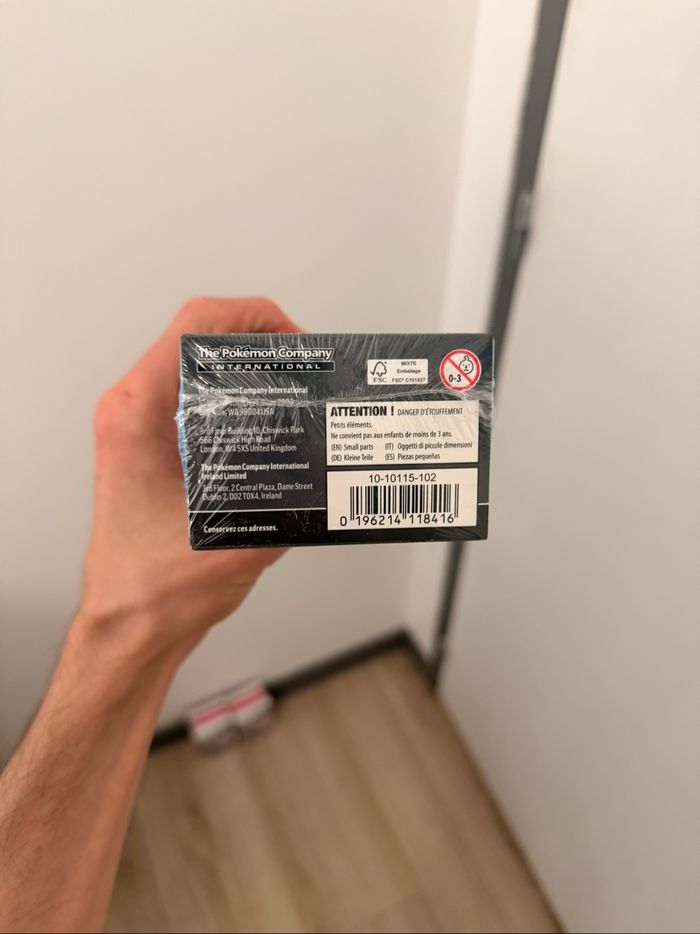 The Pokémon Company
INTERNATIONAL
The Pokémon Company International
WA 98004 USA
3rd Floor Building 10, Chiswick Park
566 Chiswick High Road
London, W4 5XS United Kingdom
The Pokémon Company International
Ireland Limited
3rd Floor, 2 Central Plaza, Dame Street
Dublin 2, D02 T0X4, Ireland
Conservez ces adresses.
FSC
MIXTE
Emballage
FSC® C101937
0-3
ATTENTION ! DANGER D'ÉTOUFFEMENT
Petits éléments.
Ne convient pas aux enfants de moins de 3 ans.
(EN) Small parts (IT) Oggetti di piccole dimensioni
(DE) Kleine Teile (ES) Piezas pequeñas
10-10115-102
0 196214 118416